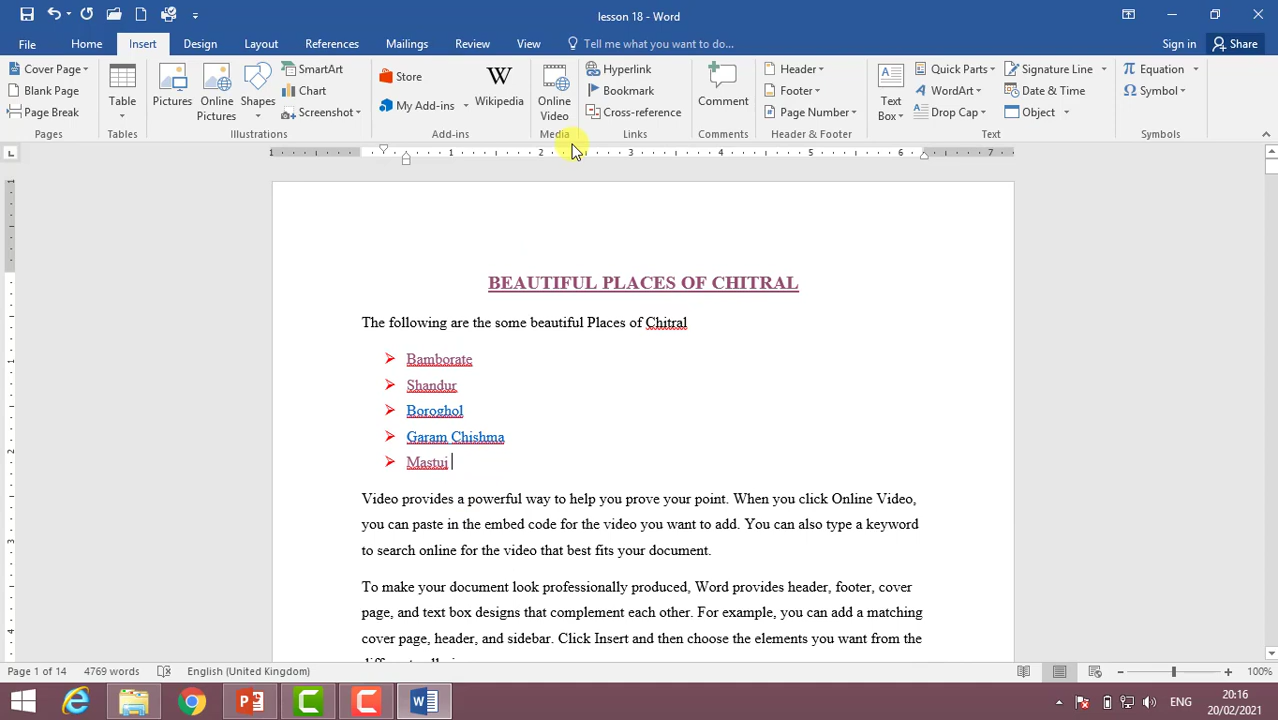 lesson 18 - Word
File Home Insert Design Layout References Mailings Review View Tell me what you want to do... Sign in Share
Cover Page
Blank Page
Page Break
Pages
Table
Tables
Pictures
Online Pictures
Shapes
SmartArt
Chart
Screenshot
Illustrations
Store
My Add-ins
Wikipedia
Add-ins
Online Video
Media
Hyperlink
Bookmark
Cross-reference
Links
Comment
Comments
Header
Footer
Page Number
Header & Footer
Text Box
Quick Parts
WordArt
Drop Cap
Signature Line
Date & Time
Object
Text
Equation
Symbol
Symbols
1 1 2 3 4 5 6 7
BEAUTIFUL PLACES OF CHITRAL
The following are the some beautiful Places of Chitral
Bamborate
Shandur
Boroghol
Garam Chishma
Mastui
Video provides a powerful way to help you prove your point. When you click Online Video,
you can paste in the embed code for the video you want to add. You can also type a keyword
to search online for the video that best fits your document.
To make your document look professionally produced, Word provides header, footer, cover
page, and text box designs that complement each other. For example, you can add a matching
cover page, header, and sidebar. Click Insert and then choose the elements you want from the
Page 1 of 14 4769 words English (United Kingdom) 100%
ENG
20:16
20/02/2021